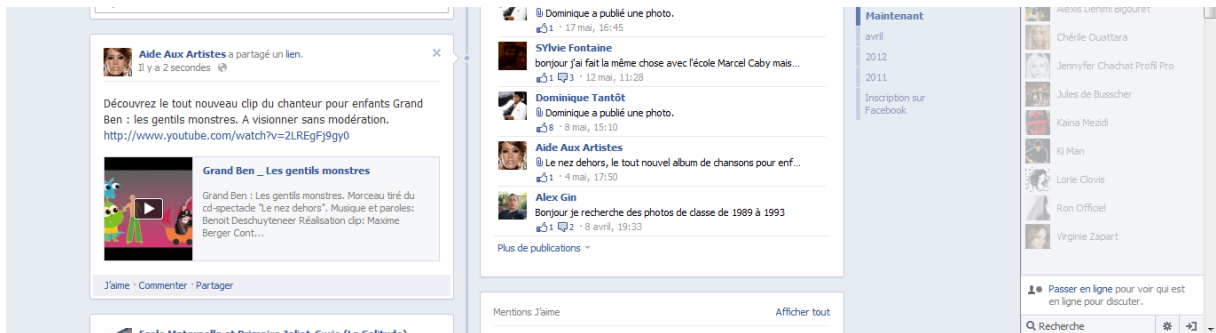 Aide Aux Artistes a partagé un lien.
Il y a 2 secondes
Découvrez le tout nouveau clip du chanteur pour enfants Grand
Ben : les gentils monstres. A visionner sans modération.
http://www.youtube.com/watch?v=2LREgFj9gy0
Grand Ben _ Les gentils monstres
Grand Ben : Les gentils monstres. Morceau tiré du
cd-spectacle "Le nez dehors". Musique et paroles:
Benoit Deschuyteneer Réalisation clip: Maxime
Berger Cont...
J'aime · Commenter · Partager
Ecole Maternelle et Primaire Joliot-Curie (La Solitude)
Dominique a publié une photo.
1 · 17 mai, 16:45
SYlvie Fontaine
bonjour j'ai fait la même chose avec l'école Marcel Caby mais...
1 3 · 12 mai, 11:28
Dominique Tantôt
Dominique a publié une photo.
8 · 8 mai, 15:10
Aide Aux Artistes
Le nez dehors, le tout nouvel album de chansons pour enf...
1 · 4 mai, 17:50
Alex Gin
Bonjour je recherche des photos de classe de 1989 à 1993
1 2 · 8 avril, 19:33
Plus de publications
Mentions J'aime
Afficher tout
Maintenant
avril
2012
2011
Inscription sur
Facebook
Alexis Denimi Bigouret
Chérile Ouattara
Jennyfer Chachat Profil Pro
Jules de Busscher
Kaina Mezidi
Ki Man
Lorie Clovis
Ron Officiel
Virginie Zapart
Passer en ligne pour voir qui est
en ligne pour discuter.
Recherche